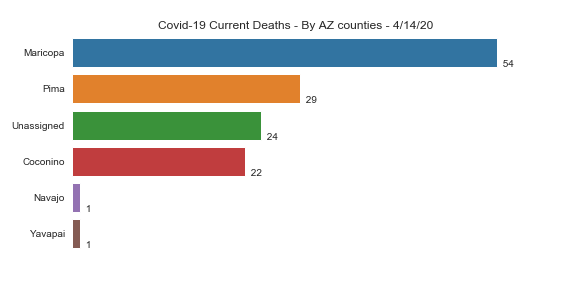 Covid-19 Current Deaths - By AZ counties - 4/14/20
Maricopa 54
Pima 29
Unassigned 24
Coconino 22
Navajo 1
Yavapai 1